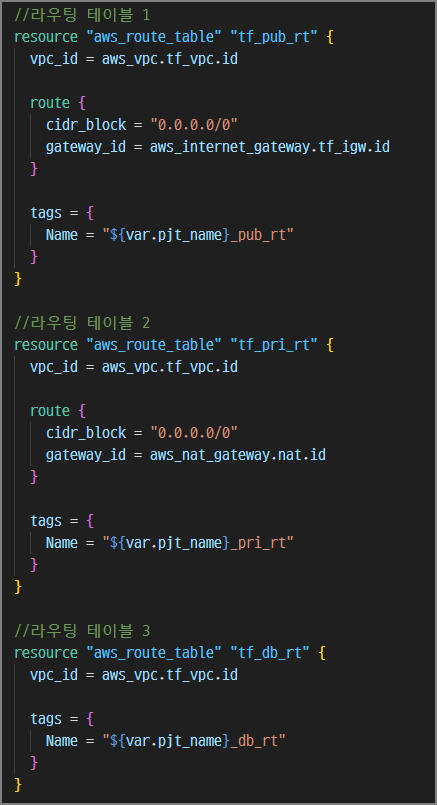 //라우팅 테이블 1
resource "aws_route_table" "tf_pub_rt" {
  vpc_id = aws_vpc.tf_vpc.id

  route {
    cidr_block = "0.0.0.0/0"
    gateway_id = aws_internet_gateway.tf_igw.id
  }

  tags = {
    Name = "${var.pjt_name}_pub_rt"
  }
}

//라우팅 테이블 2
resource "aws_route_table" "tf_pri_rt" {
  vpc_id = aws_vpc.tf_vpc.id

  route {
    cidr_block = "0.0.0.0/0"
    gateway_id = aws_nat_gateway.nat.id
  }

  tags = {
    Name = "${var.pjt_name}_pri_rt"
  }
}

//라우팅 테이블 3
resource "aws_route_table" "tf_db_rt" {
  vpc_id = aws_vpc.tf_vpc.id

  tags = {
    Name = "${var.pjt_name}_db_rt"
  }
}